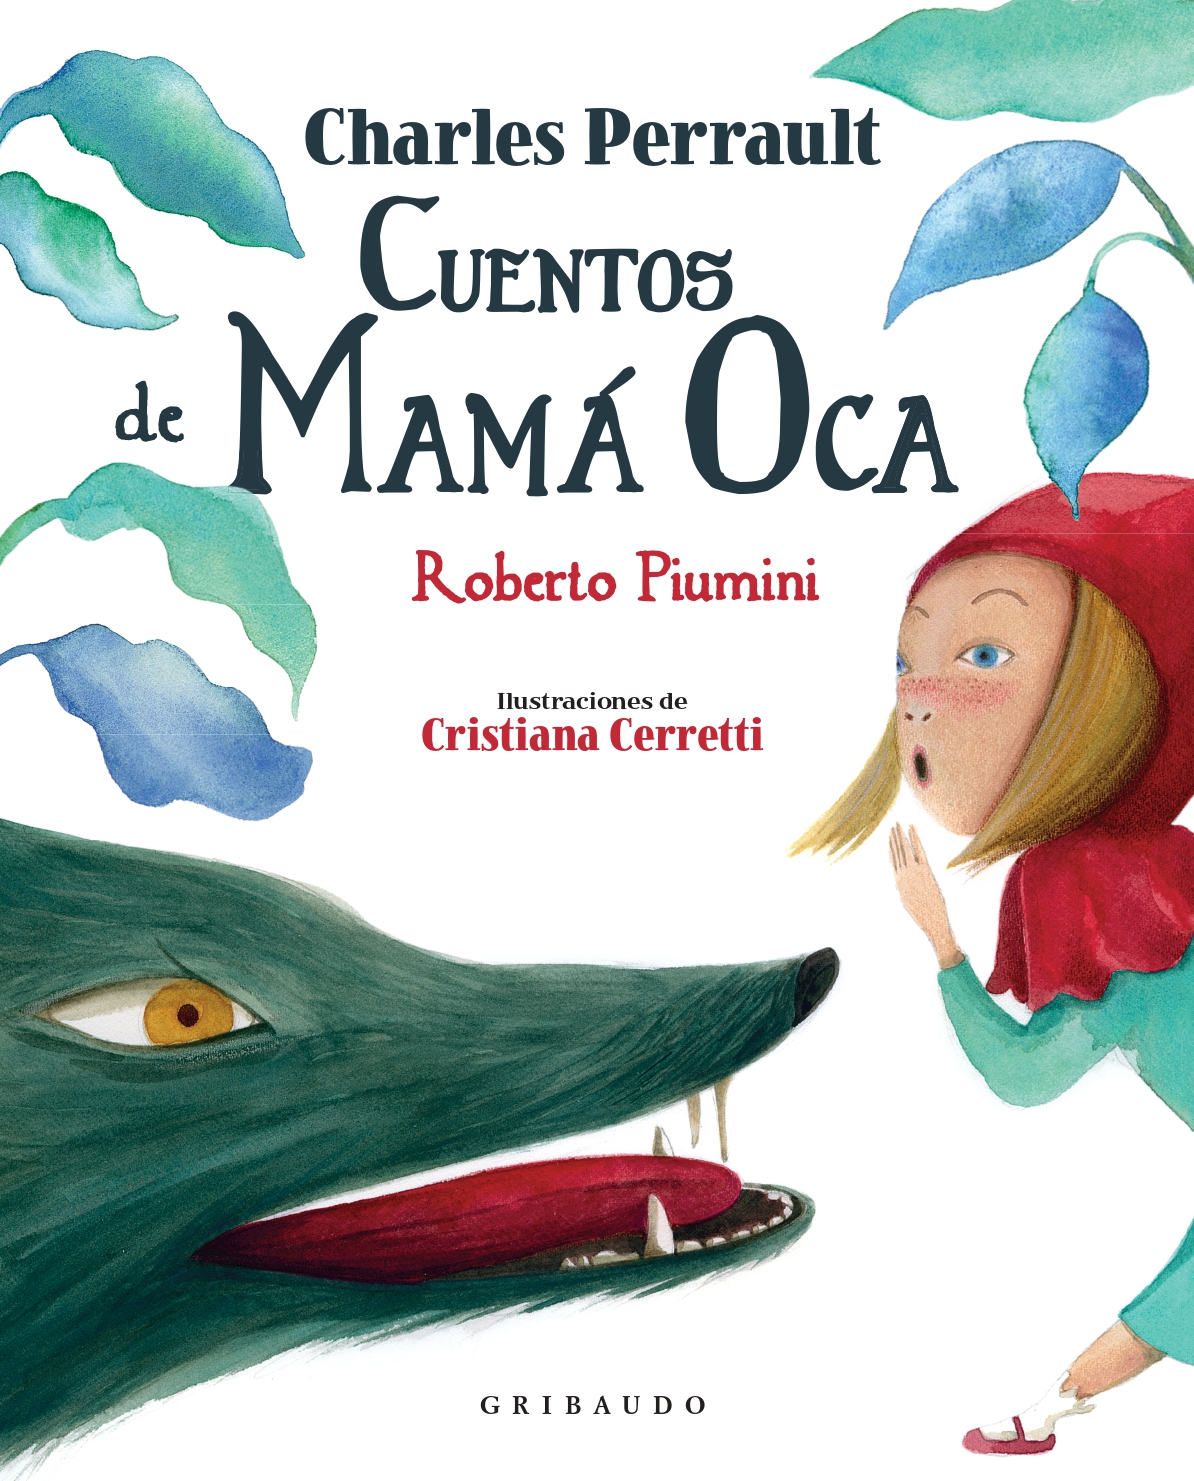 Charles Perrault
CUENTOS
de MAMÁ OCA
Roberto Piumini
Ilustraciones de
Cristiana Cerretti
GRIBAUDO